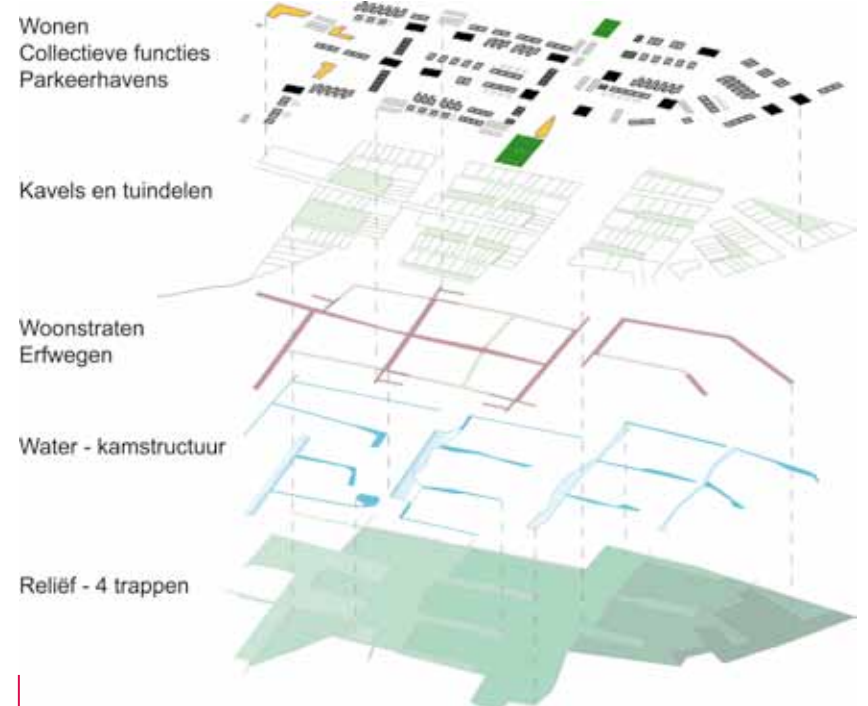 Wonen
Collectieve functies
Parkeerhavens
Kavels en tuindelen
Woonstraten
Erfwegen
Water - kamstructuur
Reliëf - 4 trappen